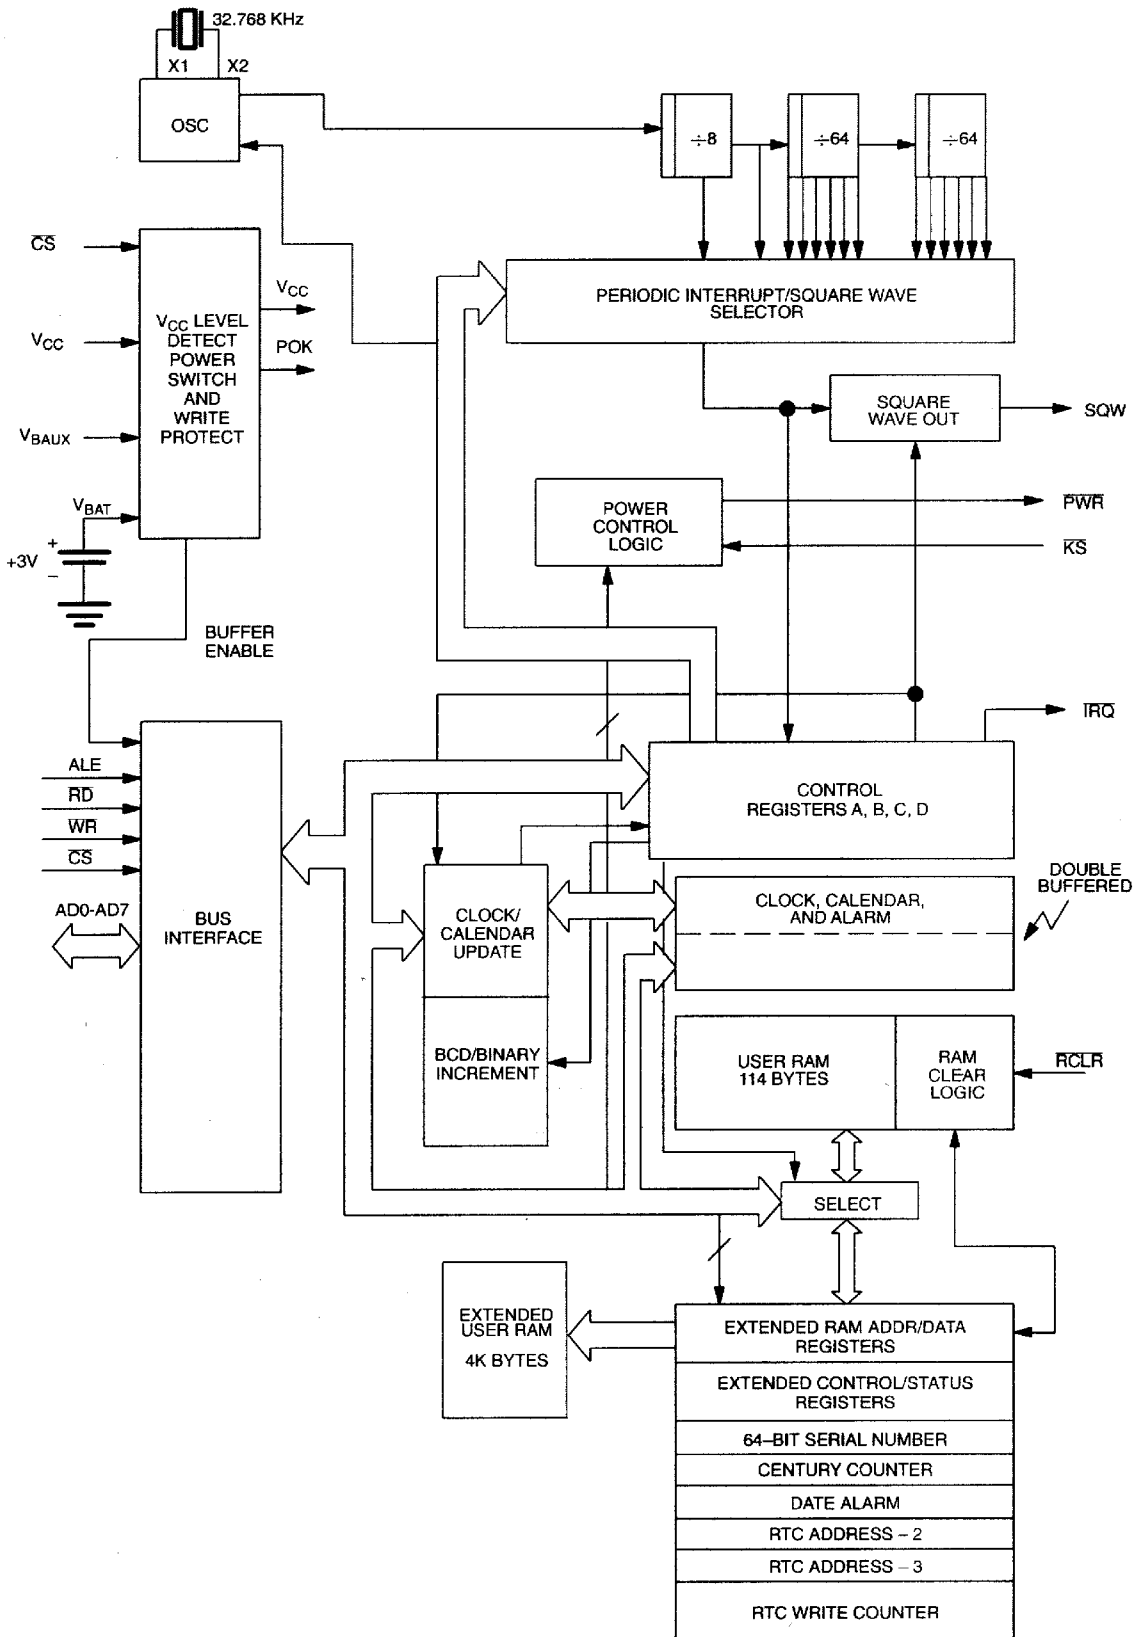 32.768 KHz
X1 X2
OSC
÷8
÷64
÷64
CS
VCC
VBAUX
VBAT
+
+3V
–
VCC LEVEL
DETECT
POWER
SWITCH
AND
WRITE
PROTECT
VCC
POK
PERIODIC INTERRUPT/SQUARE WAVE
SELECTOR
SQUARE
WAVE OUT
SQW
POWER
CONTROL
LOGIC
PWR
KS
BUFFER
ENABLE
IRQ
ALE
RD
WR
CS
AD0-AD7
BUS
INTERFACE
CONTROL
REGISTERS A, B, C, D
CLOCK/
CALENDAR
UPDATE
CLOCK, CALENDAR,
AND ALARM
DOUBLE
BUFFERED
BCD/BINARY
INCREMENT
USER RAM
114 BYTES
RAM
CLEAR
LOGIC
RCLR
SELECT
EXTENDED
USER RAM
4K BYTES
EXTENDED RAM ADDR/DATA
REGISTERS
EXTENDED CONTROL/STATUS
REGISTERS
64–BIT SERIAL NUMBER
CENTURY COUNTER
DATE ALARM
RTC ADDRESS – 2
RTC ADDRESS – 3
RTC WRITE COUNTER